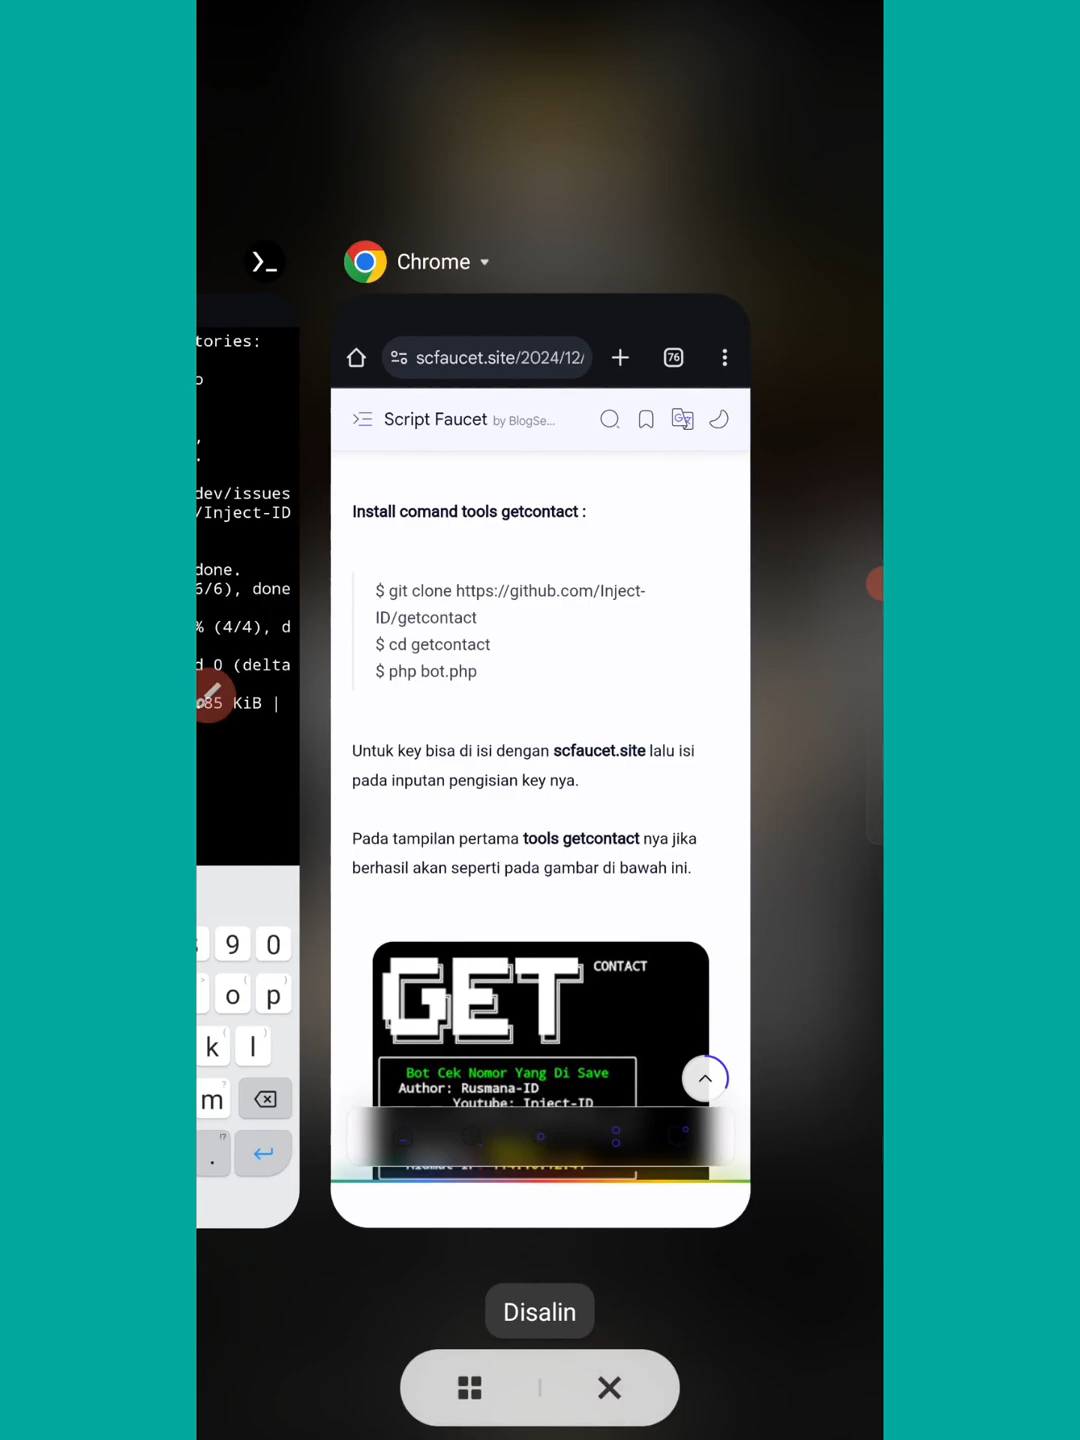 Chrome
tories:
dev/issues
/Inject-ID
done.
6/6), done
% (4/4), d
d 0 (delta
.85 KiB |
9 0
o p
k l
m
scfaucet.site/2024/12/
76
Script Faucet by BlogSe...
Install comand tools getcontact :
$ git clone https://github.com/Inject-
ID/getcontact
$ cd getcontact
$ php bot.php
Untuk key bisa di isi dengan scfaucet.site lalu isi
pada inputan pengisian key nya.
Pada tampilan pertama tools getcontact nya jika
berhasil akan seperti pada gambar di bawah ini.
GET CONTACT
Bot Cek Nomor Yang Di Save
Author: Rusmana-ID
Youtube: Inject-ID
Disalin